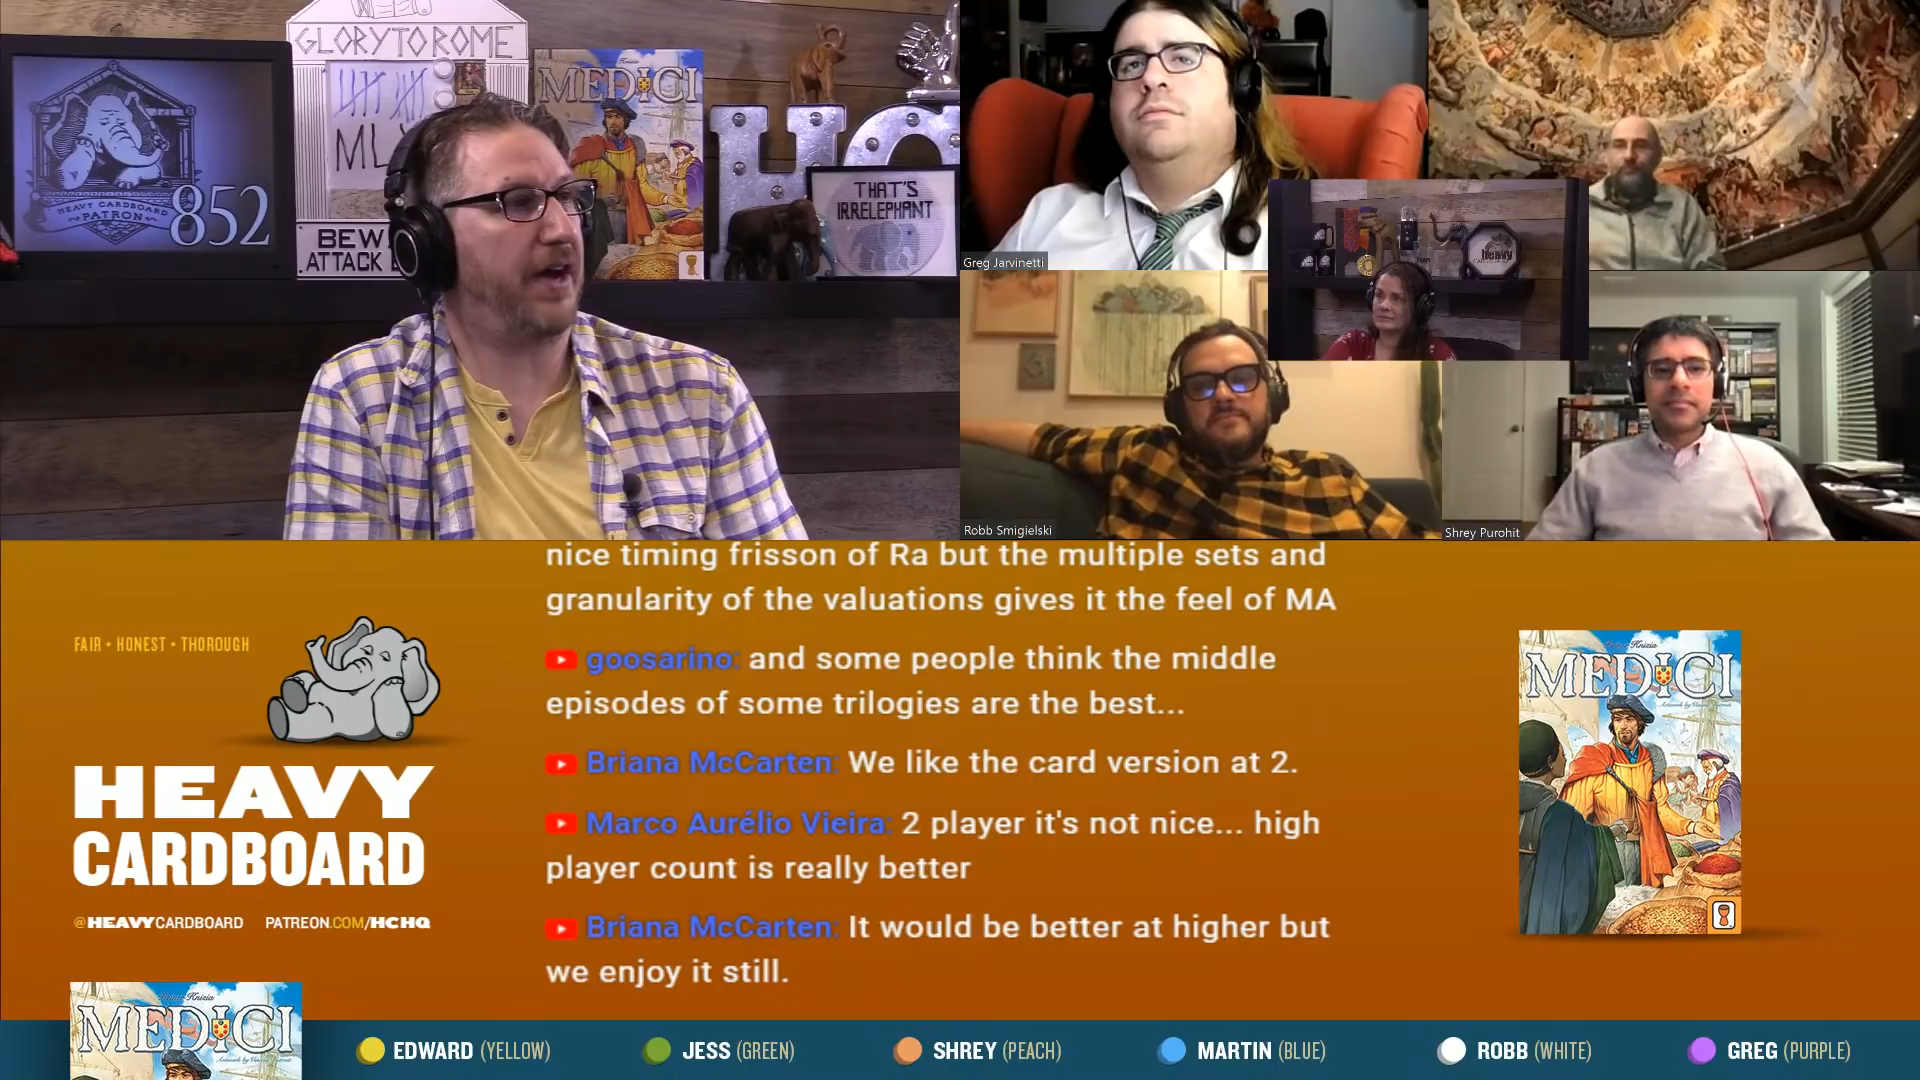 GLORY TO ROME
MEDICI
HEAVY CARDBOARD
PATRON
852
BEW
ATTACK
THAT'S
IRRELEPHANT
heavy
Greg Jarvinetti
Robb Smigielski
Shrey Purohit
nice timing frisson of Ra but the multiple sets and
granularity of the valuations gives it the feel of MA
goosarino: and some people think the middle
episodes of some trilogies are the best...
Briana McCarten: We like the card version at 2.
Marco Aurélio Vieira: 2 player it's not nice... high
player count is really better
Briana McCarten: It would be better at higher but
we enjoy it still.
FAIR • HONEST • THOROUGH
HEAVY
CARDBOARD
@HEAVYCARDBOARD PATREON.COM/HCHQ
Reiner Knizia
MEDICI
Reiner Knizia
MEDICI
EDWARD (YELLOW)
JESS (GREEN)
SHREY (PEACH)
MARTIN (BLUE)
ROBB (WHITE)
GREG (PURPLE)